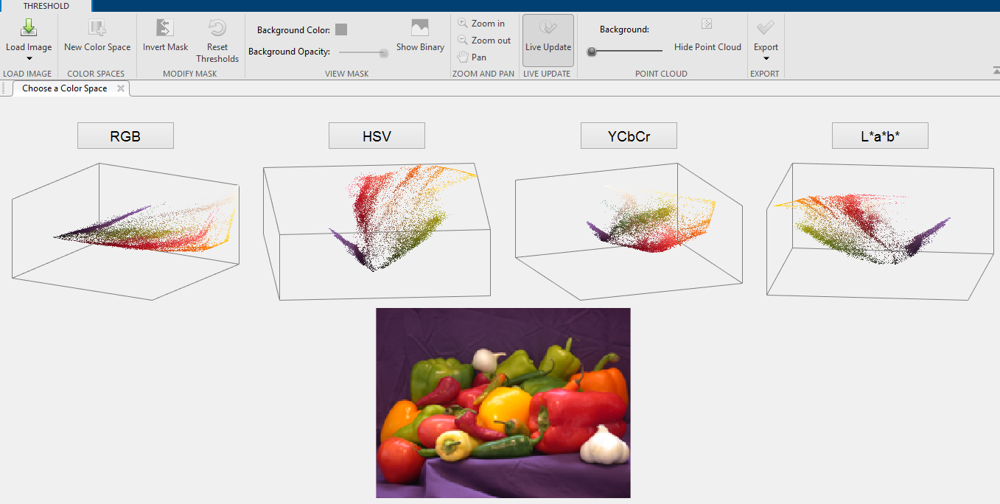 THRESHOLD
Load Image
New Color Space
Invert Mask
Reset
Thresholds
Background Color:
Background Opacity:
Show Binary
Zoom in
Zoom out
Pan
Live Update
Background:
Hide Point Cloud
Export
LOAD IMAGE
COLOR SPACES
MODIFY MASK
VIEW MASK
ZOOM AND PAN
LIVE UPDATE
POINT CLOUD
EXPORT
Choose a Color Space
RGB
HSV
YCbCr
L*a*b*